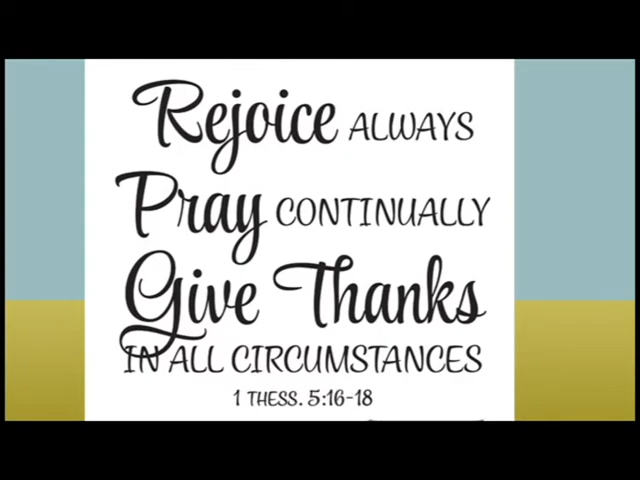 Rejoice ALWAYS
Pray CONTINUALLY
Give Thanks
IN ALL CIRCUMSTANCES
1 THESS. 5:16-18